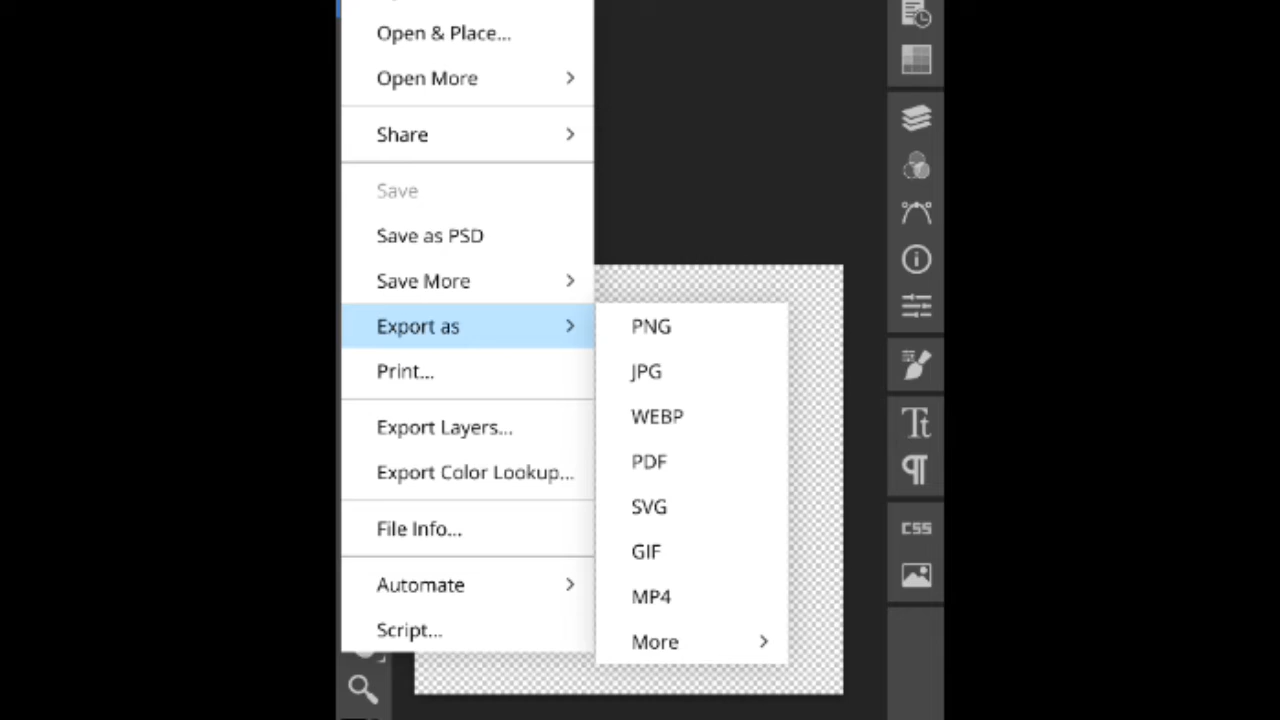 Open & Place...
Open More
Share
Save
Save as PSD
Save More
Export as
Print...
Export Layers...
Export Color Lookup...
File Info...
Automate
Script...
PNG
JPG
WEBP
PDF
SVG
GIF
MP4
More
Tt
¶
CSS